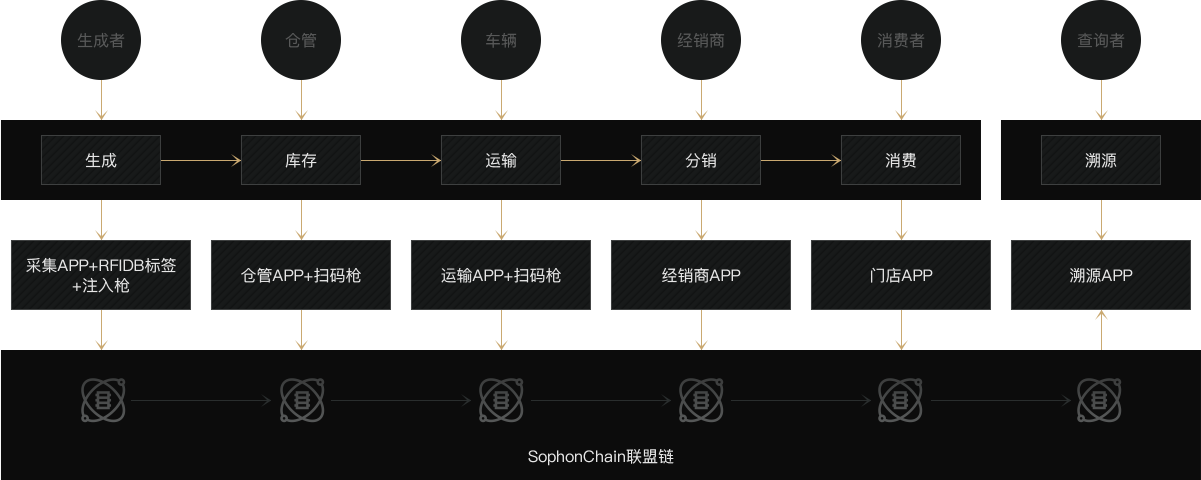 生成者
仓管
车辆
经销商
消费者
查询者
生成
库存
运输
分销
消费
溯源
采集APP+RFIDB标签
+注入枪
仓管APP+扫码枪
运输APP+扫码枪
经销商APP
门店APP
溯源APP
SophonChain联盟链